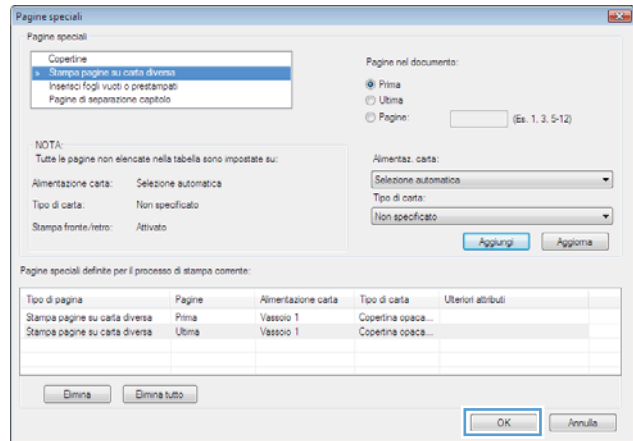 Pagine speciali
Pagine speciali
Copertine
» Stampa pagine su carta diversa
Inserisci fogli vuoti o prestampati
Pagine di separazione capitolo
Pagine nel documento:
Prima
Ultima
Pagine: (Es. 1, 3, 5-12)
NOTA:
Tutte le pagine non elencate nella tabella sono impostate su:
Alimentazione carta: Selezione automatica
Tipo di carta: Non specificato
Stampa fronte/retro: Attivato
Alimentaz. carta:
Selezione automatica
Tipo di carta:
Non specificato
Aggiungi Aggiorna
Pagine speciali definite per il processo di stampa corrente:
Tipo di pagina Pagine Alimentazione carta Tipo di carta Ulteriori attributi
Stampa pagine su carta diversa Prima Vassoio 1 Copertina opaca...
Stampa pagine su carta diversa Ultima Vassoio 1 Copertina opaca...
Elimina Elimina tutto
OK Annulla